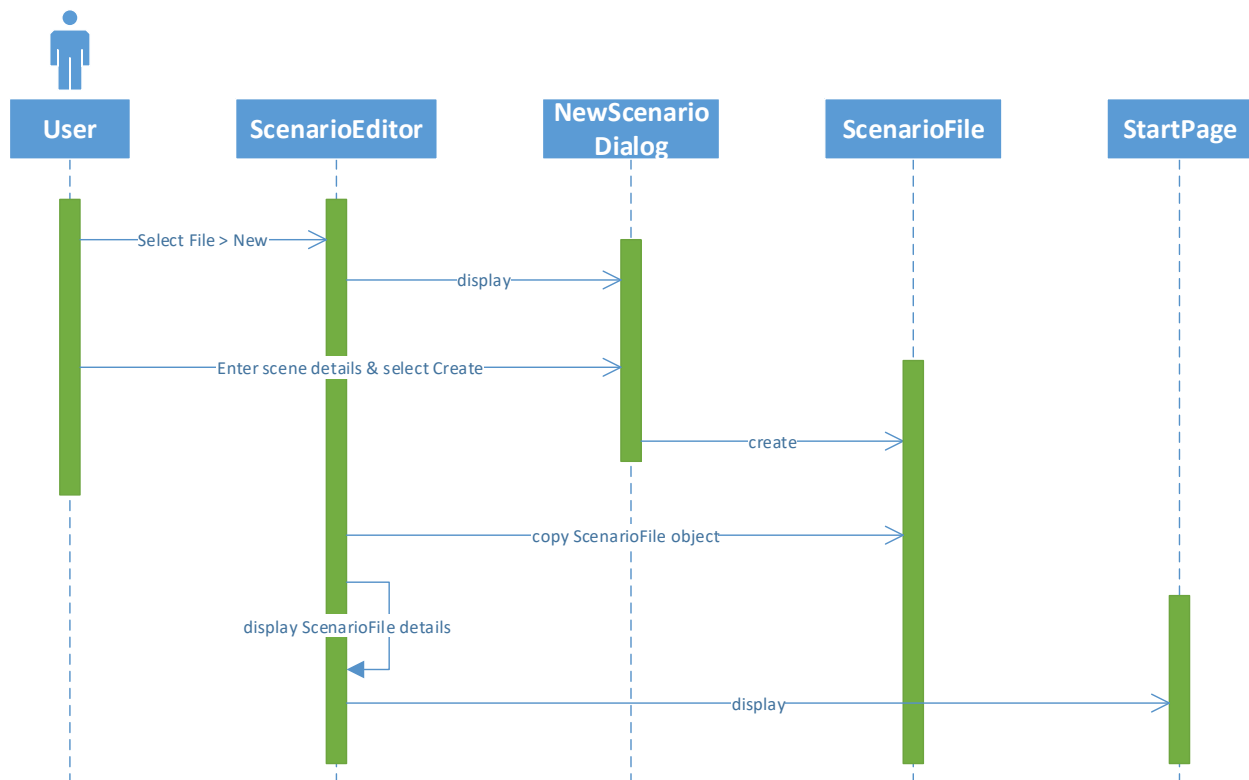 User
ScenarioEditor
NewScenario
Dialog
ScenarioFile
StartPage
Select File > New
display
Enter scene details & select Create
create
copy ScenarioFile object
display ScenarioFile details
display